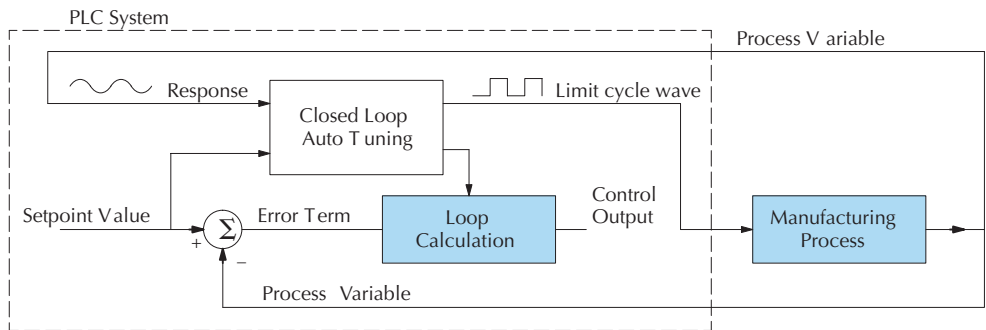 PLC System
Process V ariable
Response
Limit cycle wave
Closed Loop
Auto T uning
Setpoint V alue
Error Term
Loop
Calculation
Control
Output
Manufacturing
Process
+
Σ
−
Process Variable